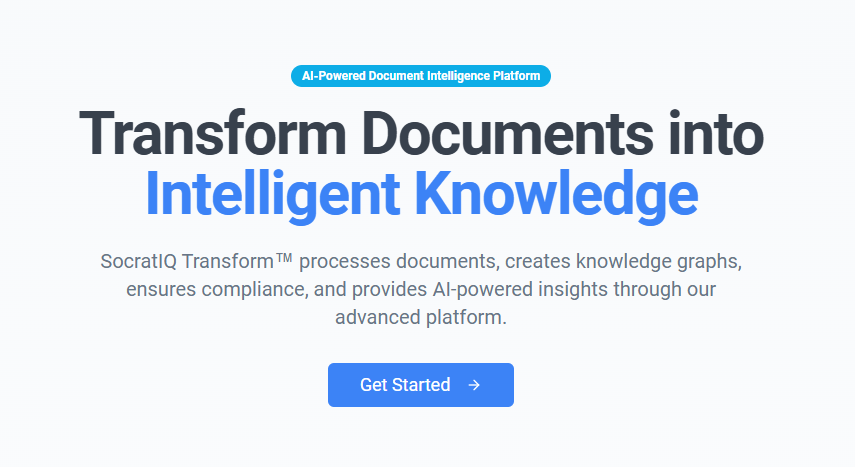 AI-Powered Document Intelligence Platform
Transform Documents into
Intelligent Knowledge
SocratIQ Transform™ processes documents, creates knowledge graphs,
ensures compliance, and provides AI-powered insights through our
advanced platform.
Get Started →